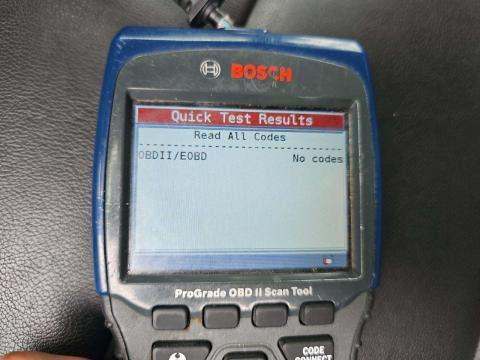 BOSCH
Quick Test Results
Read All Codes
OBDII/EOBD No codes
ProGrade OBD II Scan Tool
CODE
CONNECT